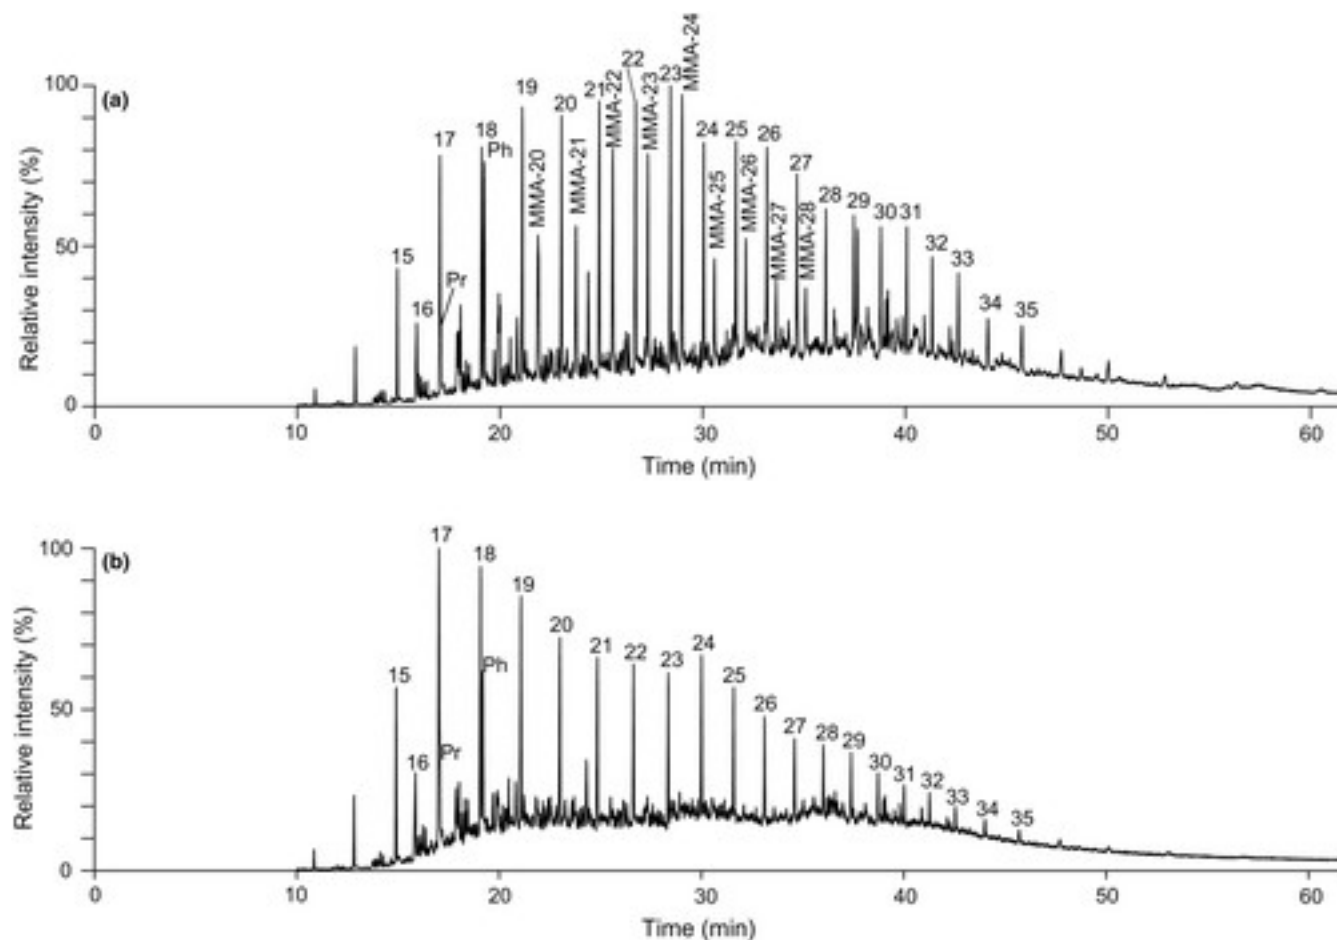 (a)
Relative intensity (%)
100
50
0
15
16
17
Pr
18
Ph
19
MMA-20
20
MMA-21
21
MMA-22
22
MMA-23
23
MMA-24
24
MMA-25
25
MMA-26
26
MMA-27
27
MMA-28
28
29
30
31
32
33
34
35
0 10 20 30 40 50 60
Time (min)
(b)
Relative intensity (%)
100
50
0
15
16
17
Pr
18
Ph
19
20
21
22
23
24
25
26
27
28
29
30
31
32
33
34
35
0 10 20 30 40 50 60
Time (min)